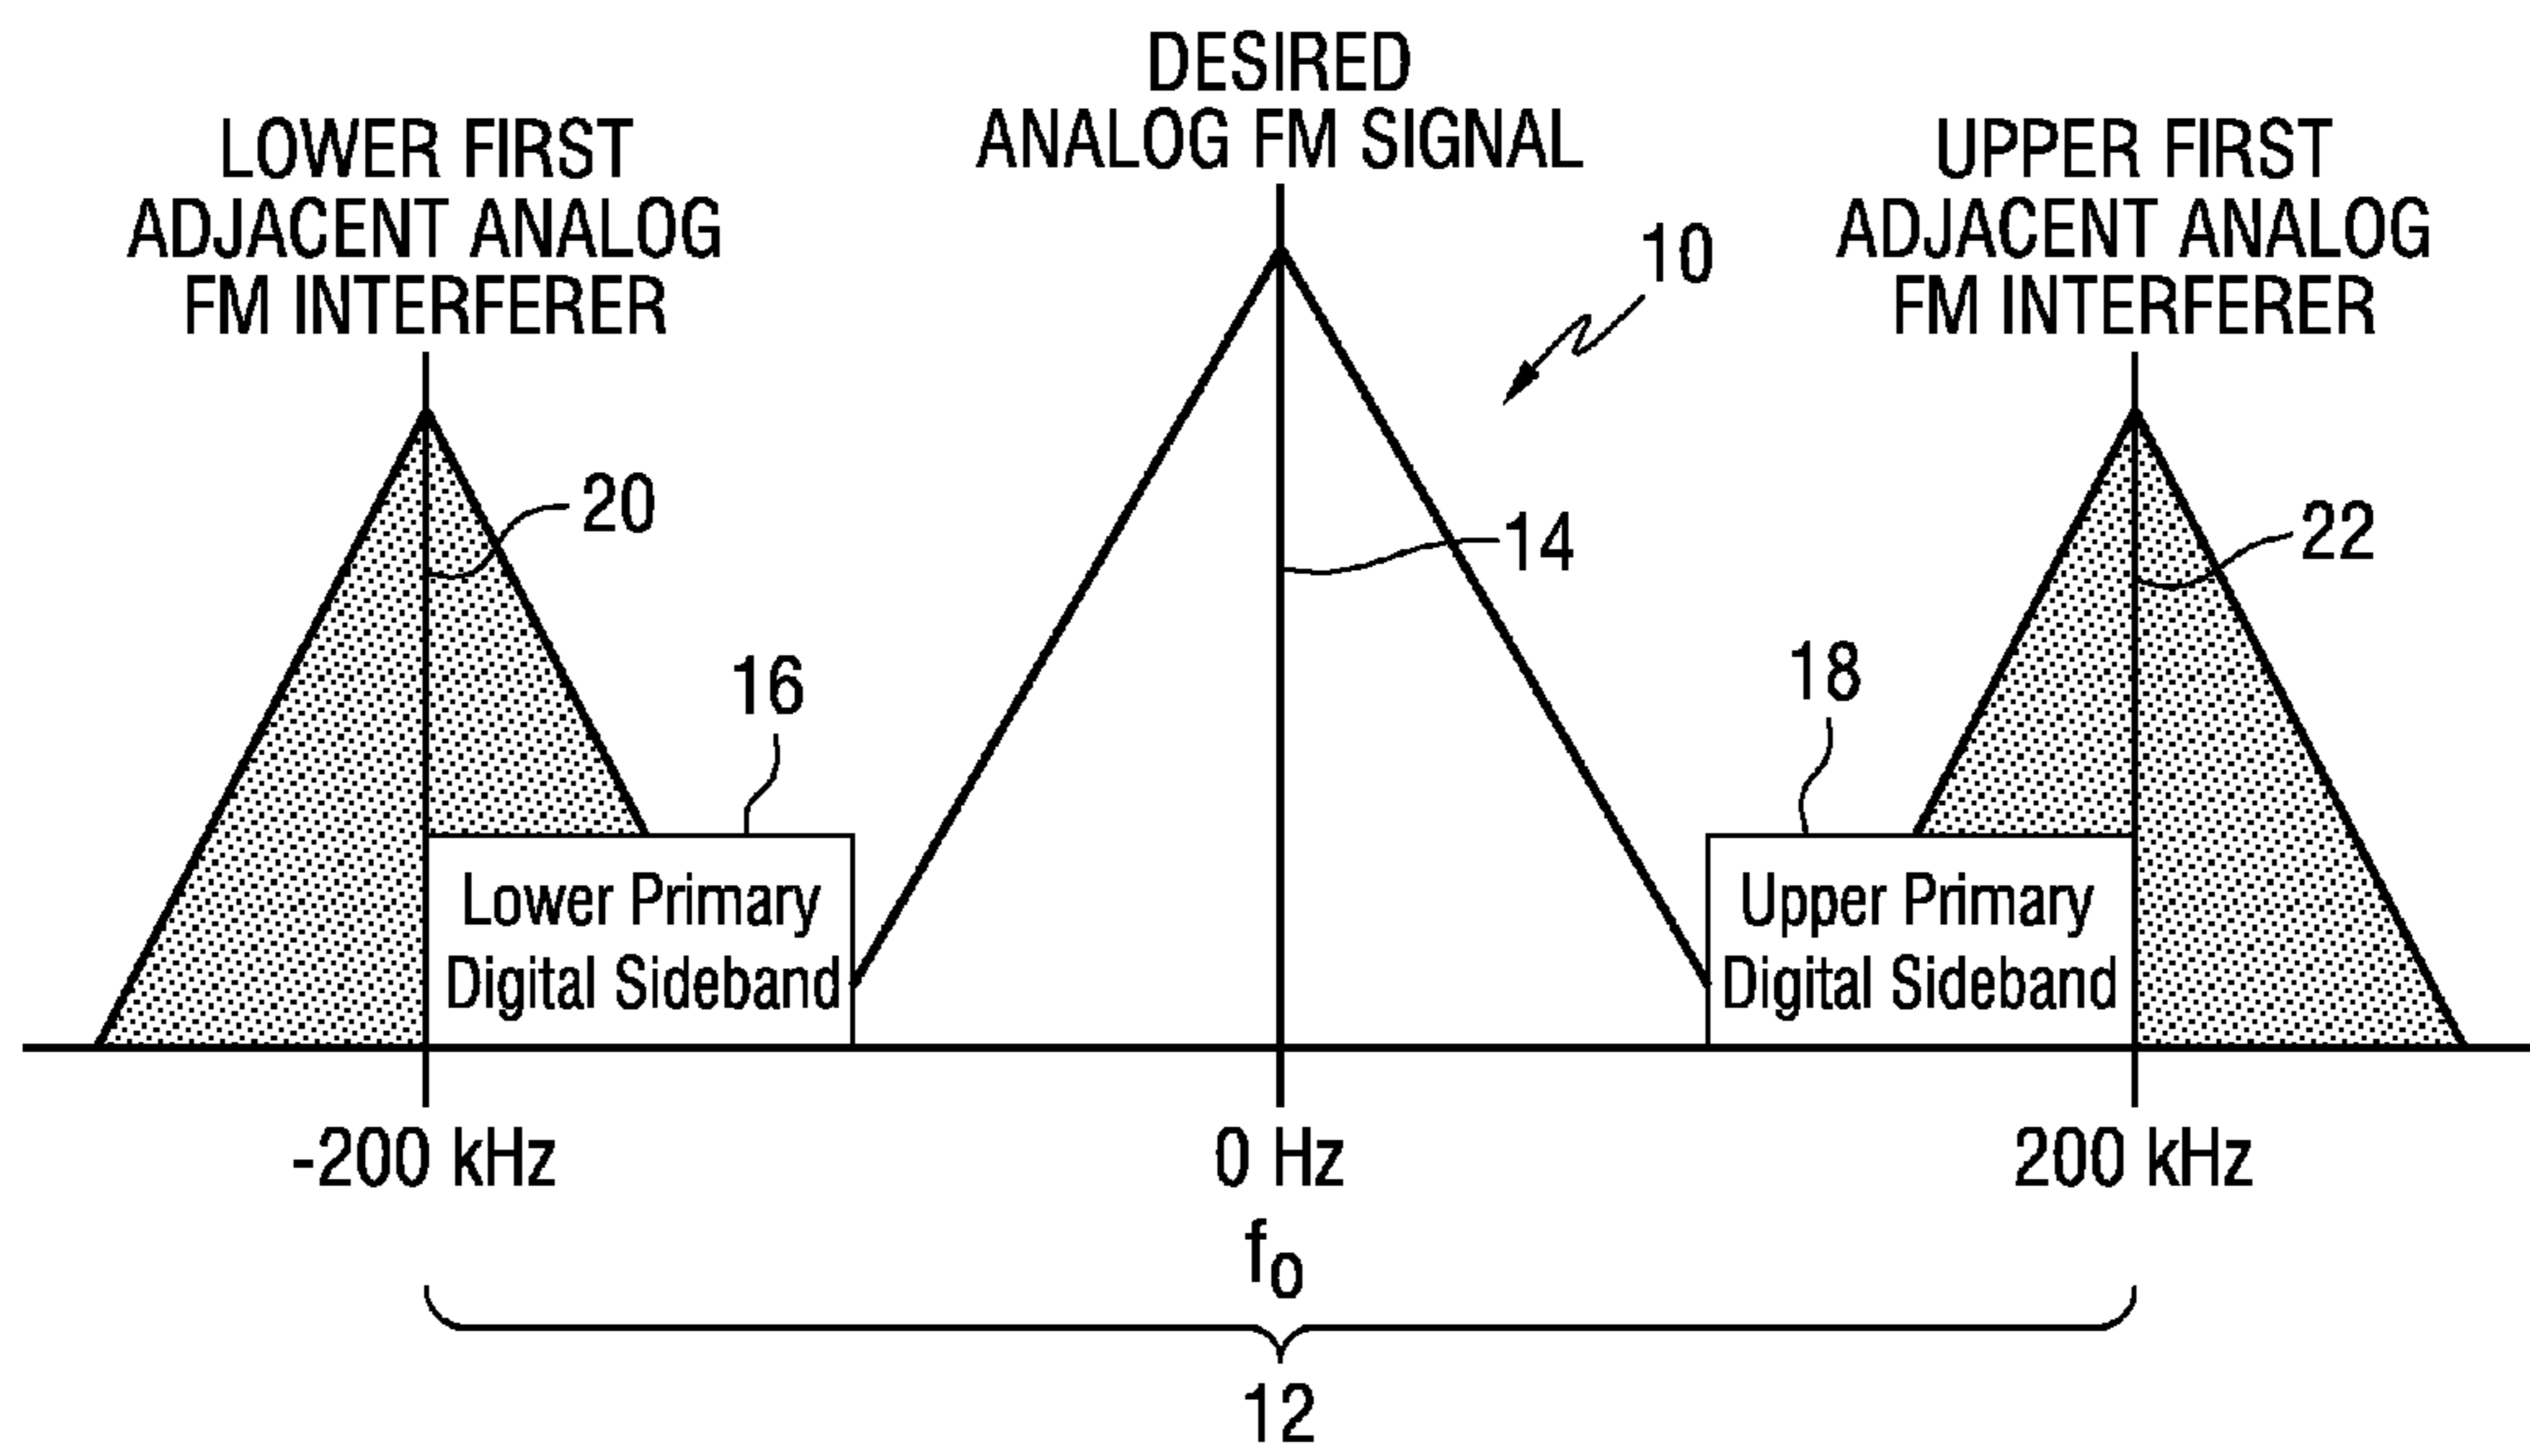 DESIRED
ANALOG FM SIGNAL
LOWER FIRST
ADJACENT ANALOG
FM INTERFERER
UPPER FIRST
ADJACENT ANALOG
FM INTERFERER
10
20
14
22
16
18
Lower Primary
Digital Sideband
Upper Primary
Digital Sideband
-200 kHz
0 Hz
200 kHz
fo
12